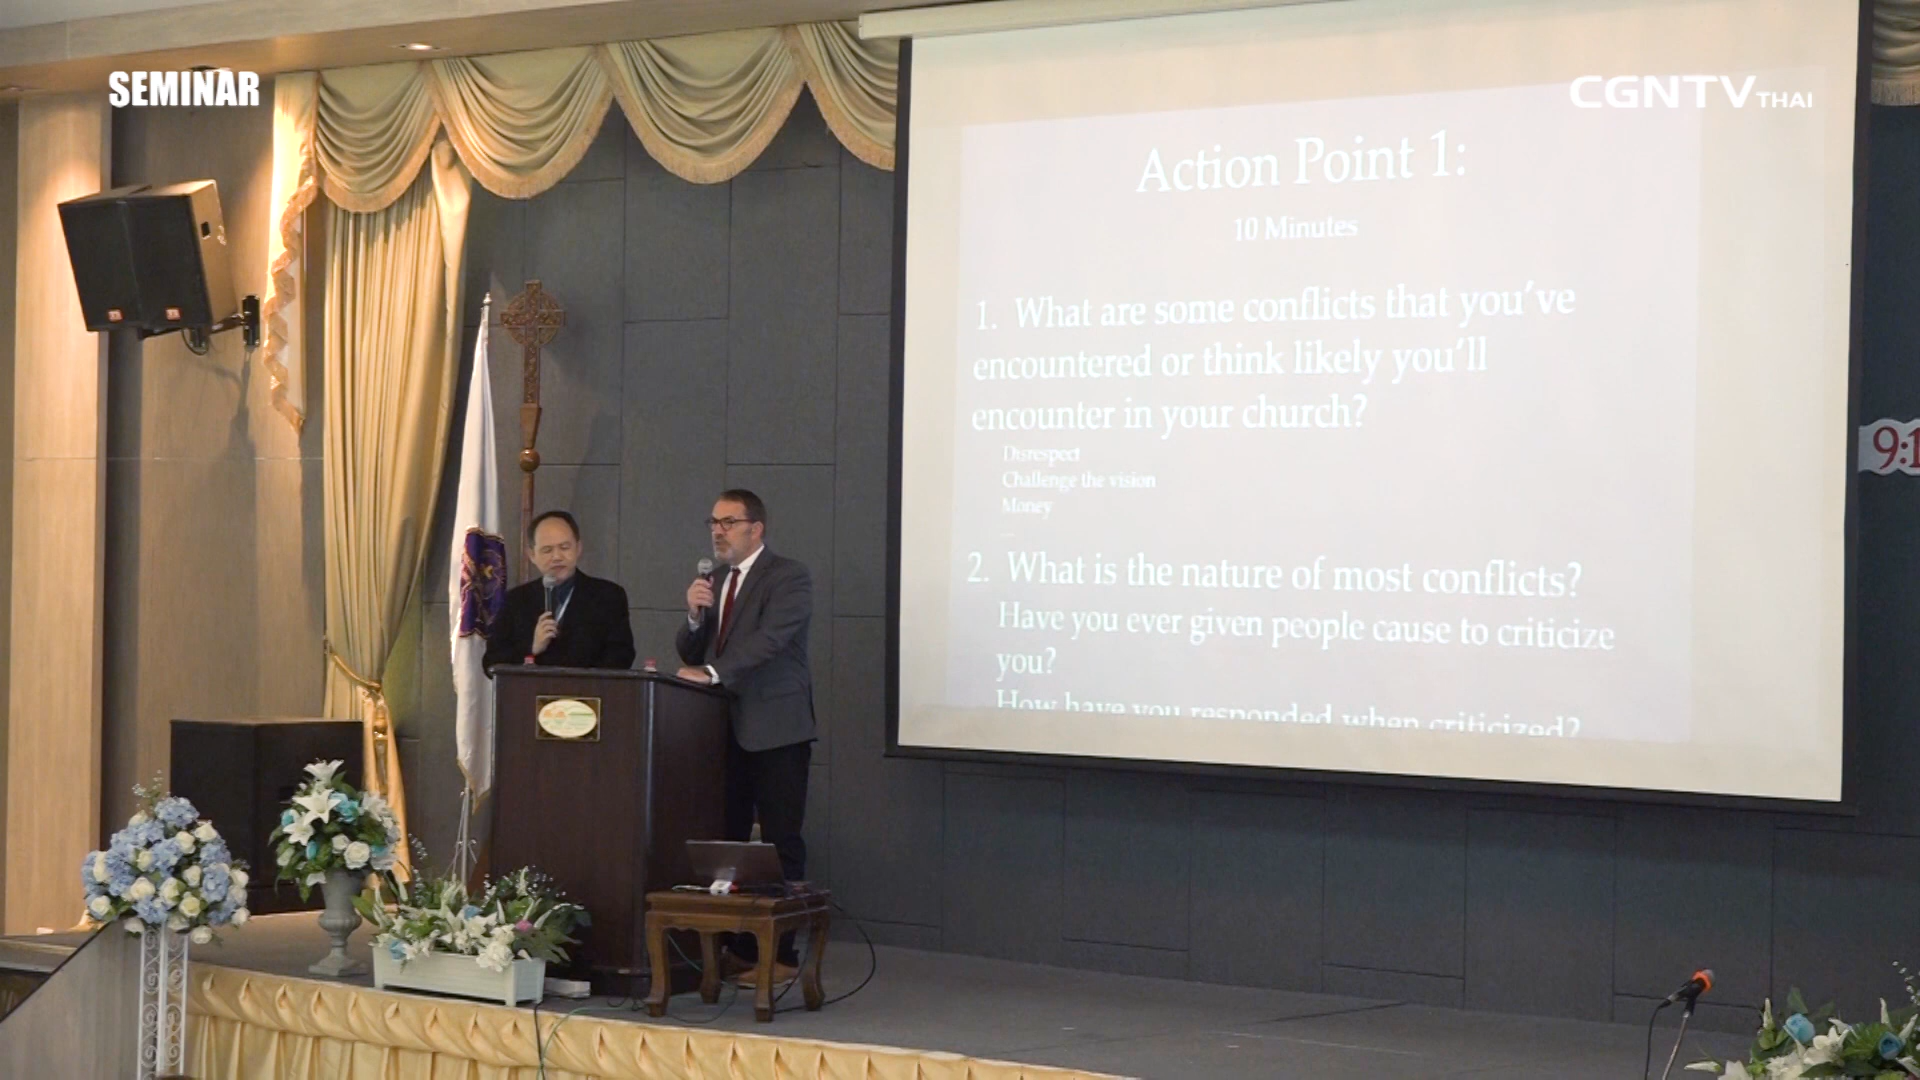 SEMINAR
CGNTV THAI
Action Point 1:
10 Minutes
1. What are some conflicts that you've
encountered or think likely you'll
encounter in your church?
Disrespect
Challenge the vision
Money
2. What is the nature of most conflicts?
Have you ever given people cause to criticize
you?
How have you responded when criticized?
9:1